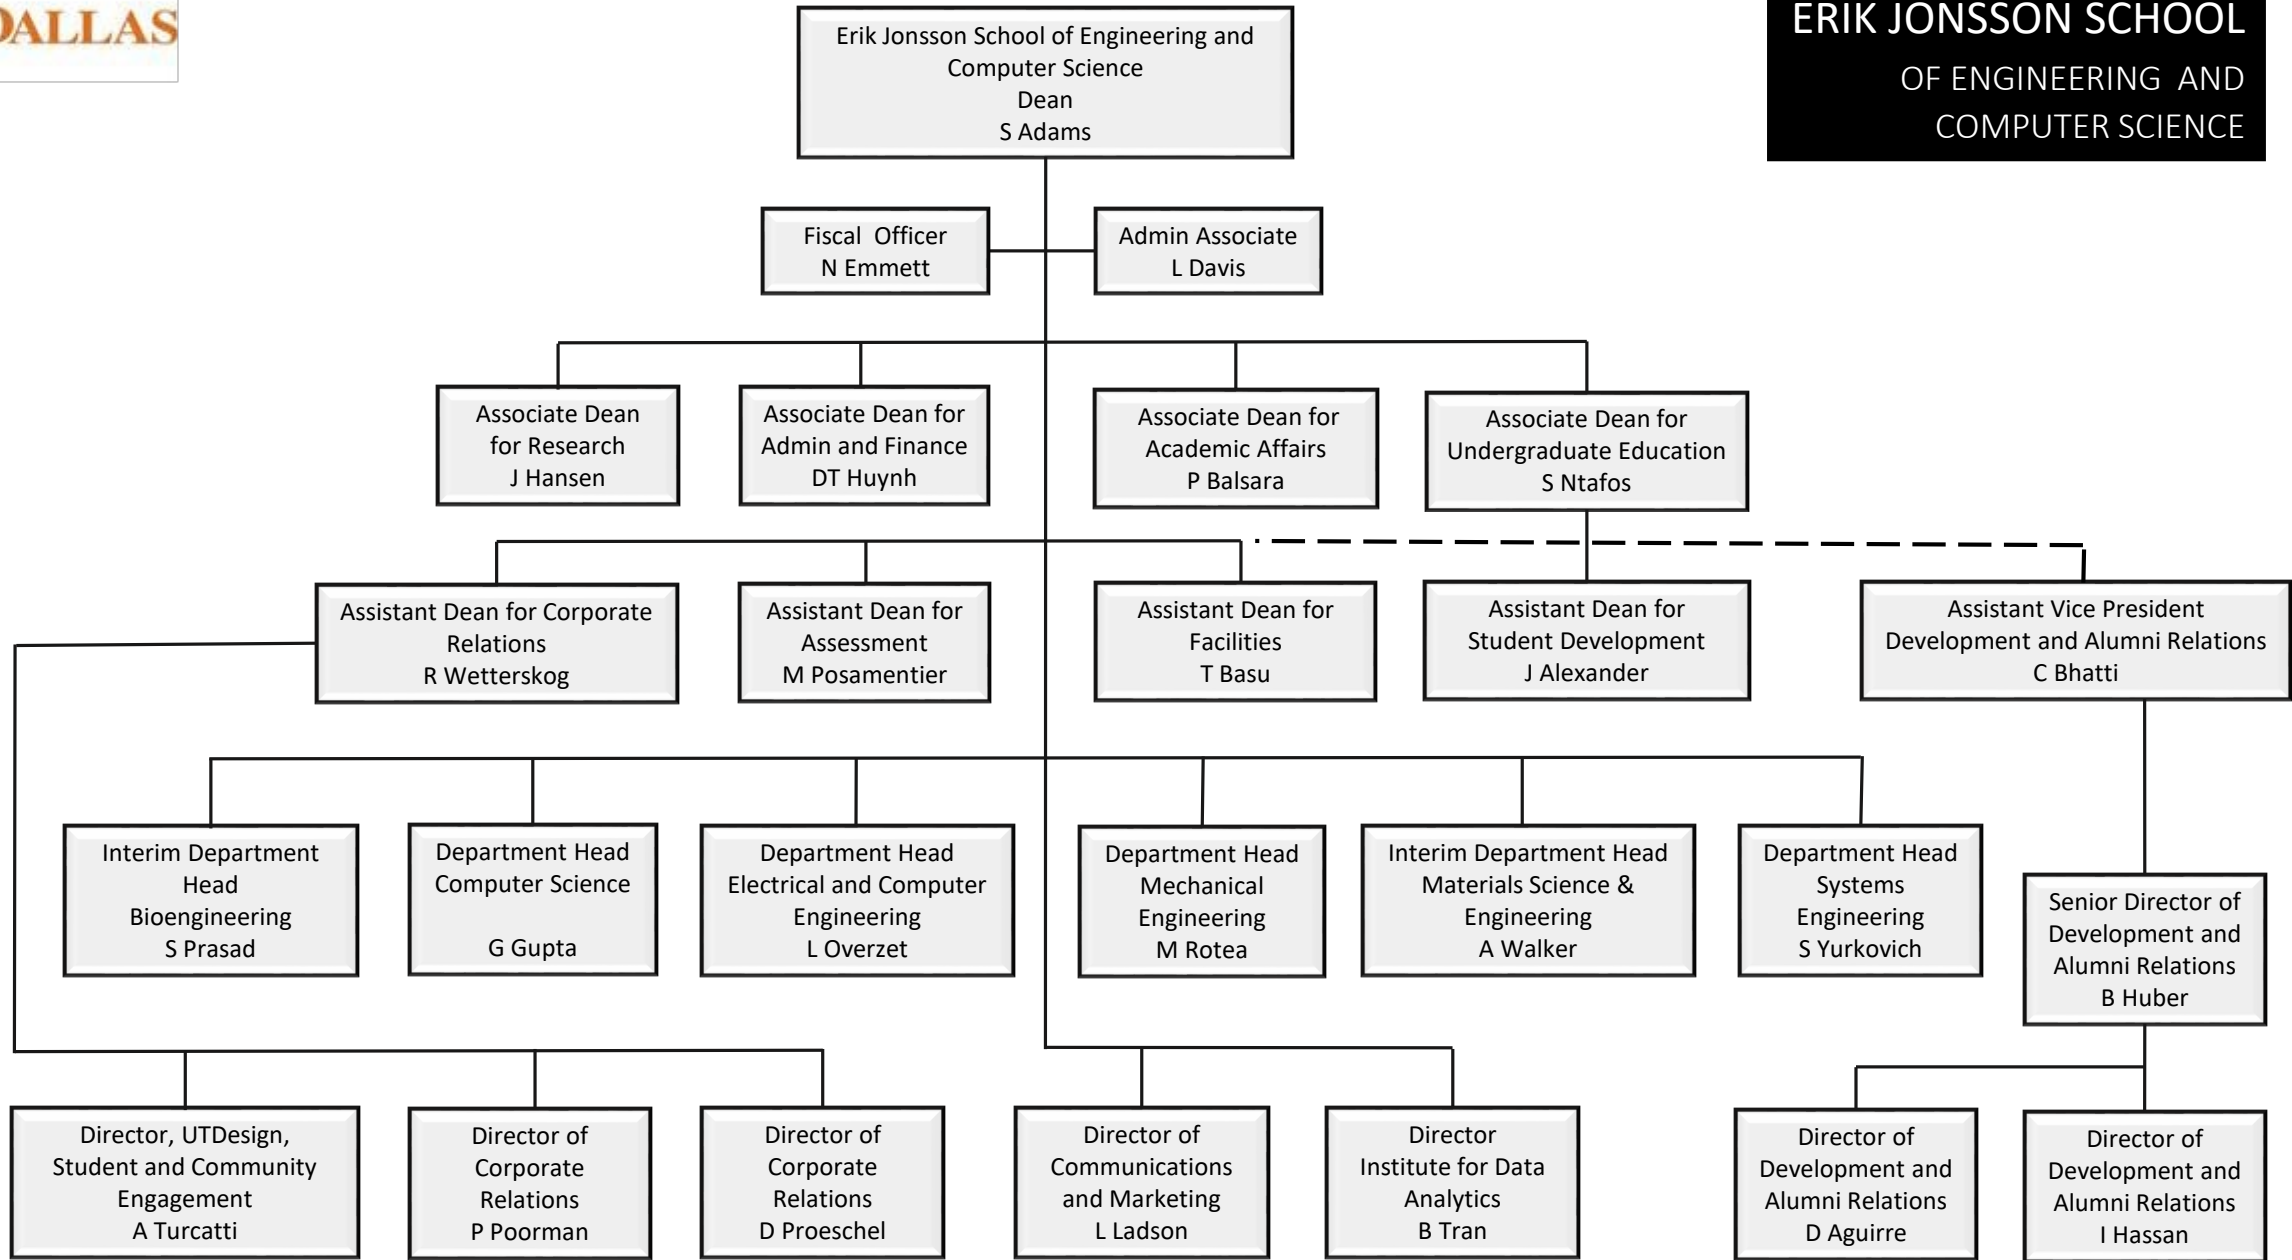 DALLAS
ERIK JONSSON SCHOOL
OF ENGINEERING AND
COMPUTER SCIENCE
Erik Jonsson School of Engineering and
Computer Science
Dean
S Adams
Fiscal Officer
N Emmett
Admin Associate
L Davis
Associate Dean
for Research
J Hansen
Associate Dean for
Admin and Finance
DT Huynh
Associate Dean for
Academic Affairs
P Balsara
Associate Dean for
Undergraduate Education
S Ntafos
Assistant Dean for Corporate
Relations
R Wetterskog
Assistant Dean for
Assessment
M Posamentier
Assistant Dean for
Facilities
T Basu
Assistant Dean for
Student Development
J Alexander
Assistant Vice President
Development and Alumni Relations
C Bhatti
Interim Department
Head
Bioengineering
S Prasad
Department Head
Computer Science
G Gupta
Department Head
Electrical and Computer
Engineering
L Overzet
Department Head
Mechanical
Engineering
M Rotea
Interim Department Head
Materials Science &
Engineering
A Walker
Department Head
Systems
Engineering
S Yurkovich
Senior Director of
Development and
Alumni Relations
B Huber
Director, UTDesign,
Student and Community
Engagement
A Turcatti
Director of
Corporate
Relations
P Poorman
Director of
Corporate
Relations
D Proeschel
Director of
Communications
and Marketing
L Ladson
Director
Institute for Data
Analytics
B Tran
Director of
Development and
Alumni Relations
D Aguirre
Director of
Development and
Alumni Relations
I Hassan